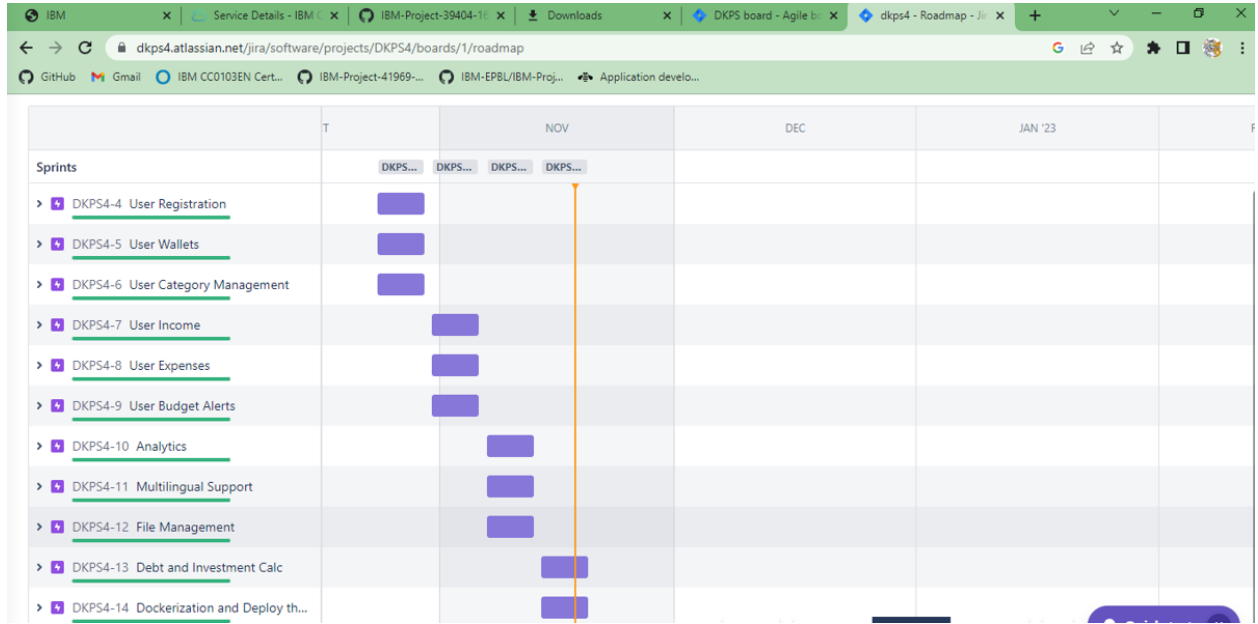 IBM
Service Details - IBM C
IBM-Project-39404-16
Downloads
DKPS board - Agile bo
dkps4 - Roadmap - Jir
dkps4.atlassian.net/jira/software/projects/DKPS4/boards/1/roadmap
GitHub
Gmail
IBM CC0103EN Cert...
IBM-Project-41969-...
IBM-EPBL/IBM-Proj...
Application develo...
T
NOV
DEC
JAN '23
F
Sprints
DKPS...
DKPS...
DKPS...
DKPS...
DKPS4-4 User Registration
DKPS4-5 User Wallets
DKPS4-6 User Category Management
DKPS4-7 User Income
DKPS4-8 User Expenses
DKPS4-9 User Budget Alerts
DKPS4-10 Analytics
DKPS4-11 Multilingual Support
DKPS4-12 File Management
DKPS4-13 Debt and Investment Calc
DKPS4-14 Dockerization and Deploy th...